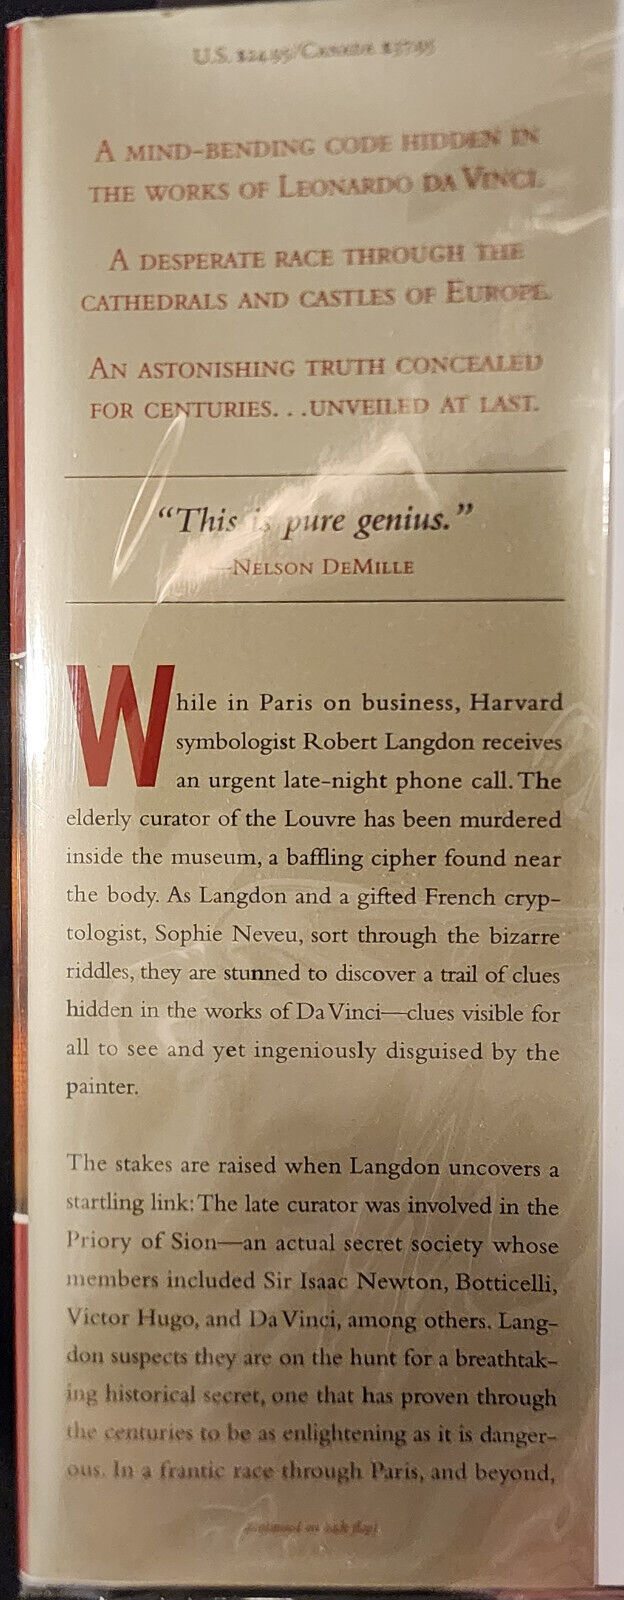 U.S. $24.95/Canada $37.95
A MIND-BENDING CODE HIDDEN IN
THE WORKS OF LEONARDO DA VINCI.
A DESPERATE RACE THROUGH THE
CATHEDRALS AND CASTLES OF EUROPE.
AN ASTONISHING TRUTH CONCEALED
FOR CENTURIES. . .UNVEILED AT LAST.
“This is pure genius.”
—NELSON DEMILLE
While in Paris on business, Harvard
symbologist Robert Langdon receives
an urgent late-night phone call. The
elderly curator of the Louvre has been murdered
inside the museum, a baffling cipher found near
the body. As Langdon and a gifted French cryp-
tologist, Sophie Neveu, sort through the bizarre
riddles, they are stunned to discover a trail of clues
hidden in the works of Da Vinci—clues visible for
all to see and yet ingeniously disguised by the
painter.
The stakes are raised when Langdon uncovers a
startling link: The late curator was involved in the
Priory of Sion—an actual secret society whose
members included Sir Isaac Newton, Botticelli,
Victor Hugo, and Da Vinci, among others. Lang-
don suspects they are on the hunt for a breathtak-
ing historical secret, one that has proven through
the centuries to be as enlightening as it is danger-
ous. In a frantic race through Paris, and beyond,
(continued on back flap)